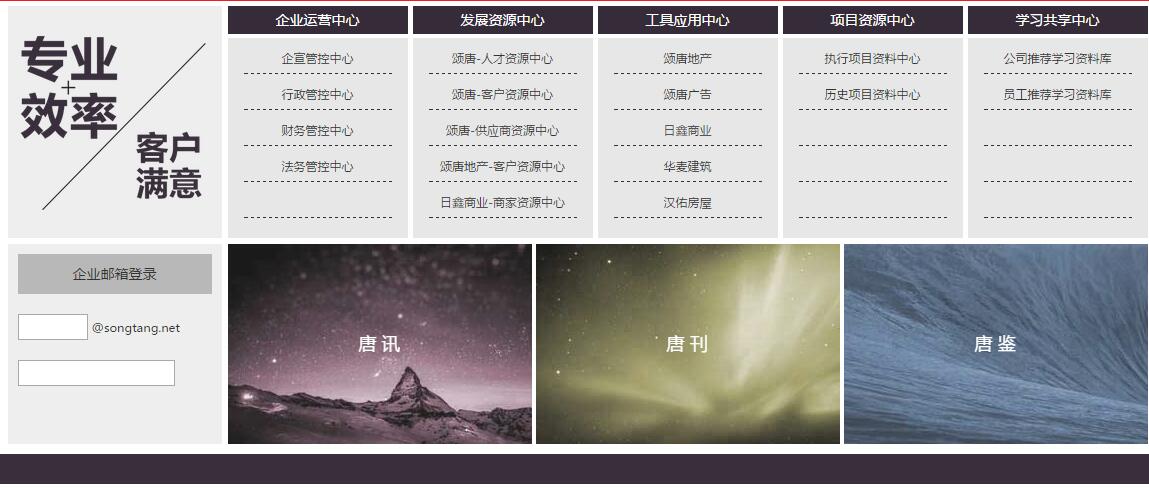 专业
+
效率
客户
满意
企业运营中心
企宣管控中心
行政管控中心
财务管控中心
法务管控中心
发展资源中心
颂唐-人才资源中心
颂唐-客户资源中心
颂唐-供应商资源中心
颂唐地产-客户资源中心
日鑫商业-商家资源中心
工具应用中心
颂唐地产
颂唐广告
日鑫商业
华麦建筑
汉佑房屋
项目资源中心
执行项目资料中心
历史项目资料中心
学习共享中心
公司推荐学习资料库
员工推荐学习资料库
企业邮箱登录
@songtang.net
唐讯
唐刊
唐鉴